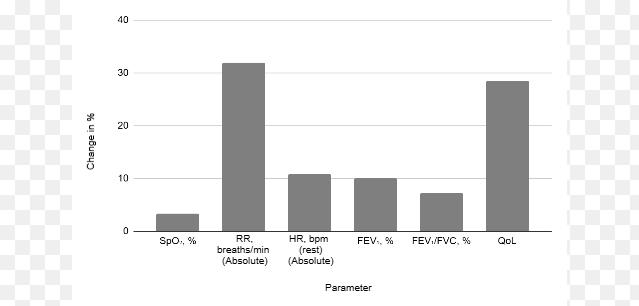 40
30
20
10
0
Change in %
SpO₂, %
RR,
breaths/min
(Absolute)
HR, bpm
(rest)
(Absolute)
FEV₁, %
FEV₁/FVC, %
QoL
Parameter